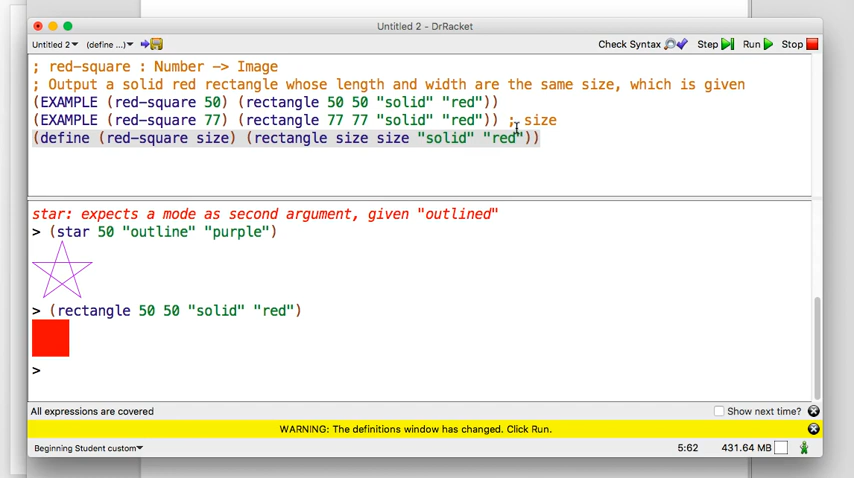 Untitled 2 - DrRacket
Untitled 2 (define ...) Check Syntax Step Run Stop
; red-square : Number -> Image
; Output a solid red rectangle whose length and width are the same size, which is given
(EXAMPLE (red-square 50) (rectangle 50 50 "solid" "red"))
(EXAMPLE (red-square 77) (rectangle 77 77 "solid" "red")) ; size
(define (red-square size) (rectangle size size "solid" "red"))
star: expects a mode as second argument, given "outlined"
> (star 50 "outline" "purple")
> (rectangle 50 50 "solid" "red")
>
All expressions are covered Show next time?
WARNING: The definitions window has changed. Click Run.
Beginning Student custom 5:62 431.64 MB